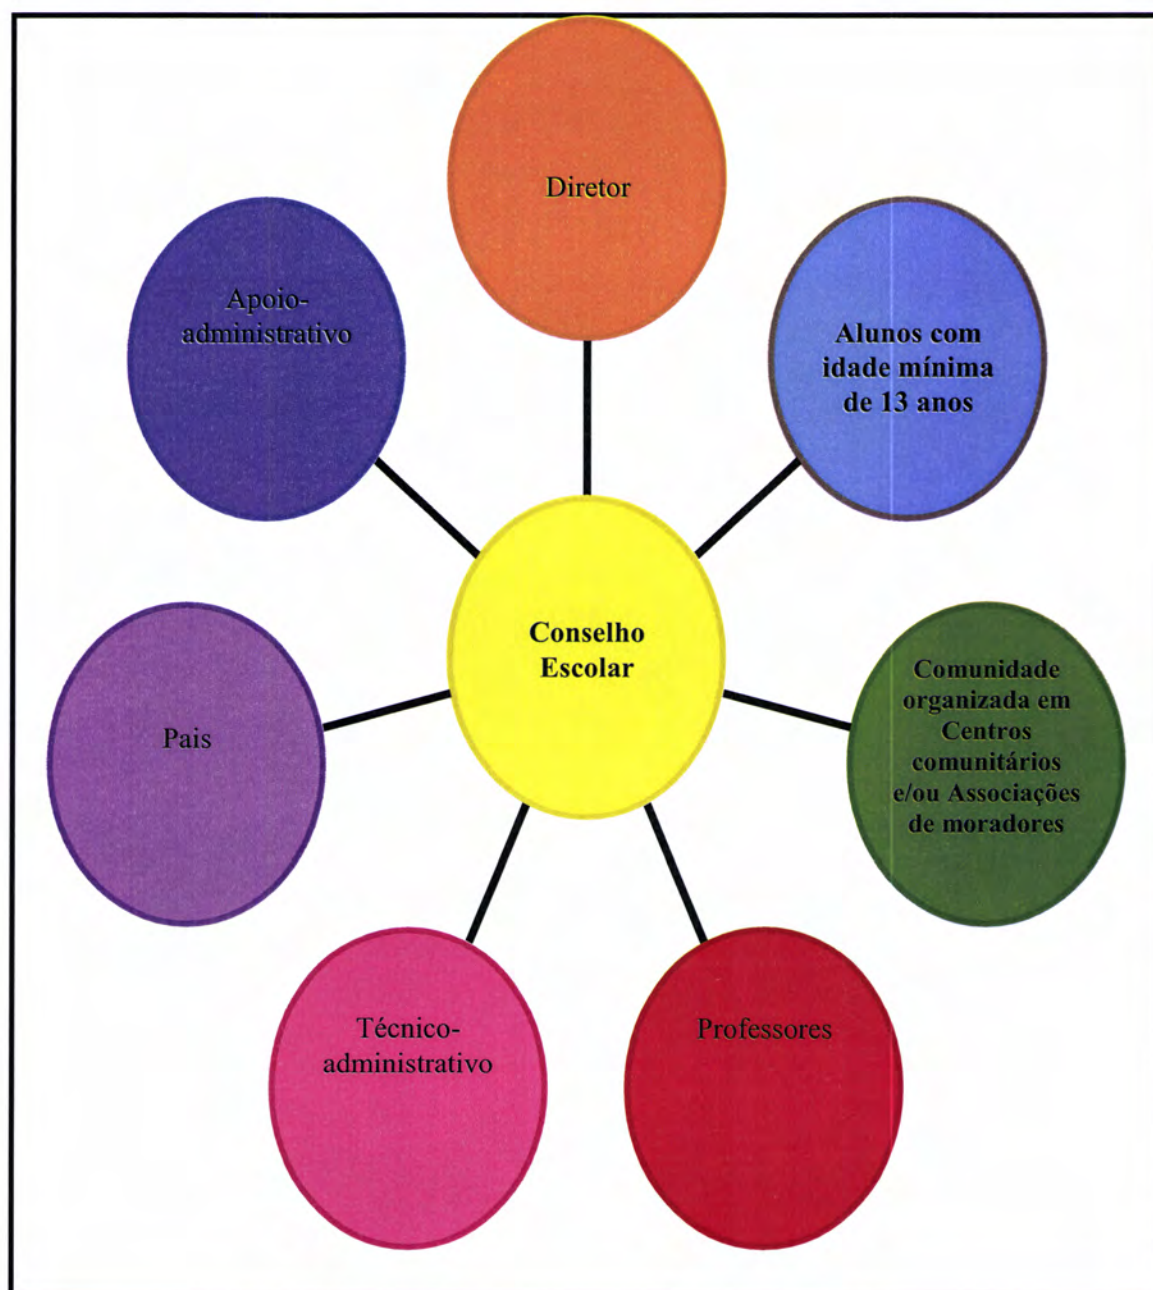 Diretor
Apoio-
administrativo
Alunos com
idade mínima
de 13 anos
Conselho
Escolar
Comunidade
organizada em
Centros
comunitários
e/ou Associações
de moradores
Pais
Técnico-
administrativo
Professores